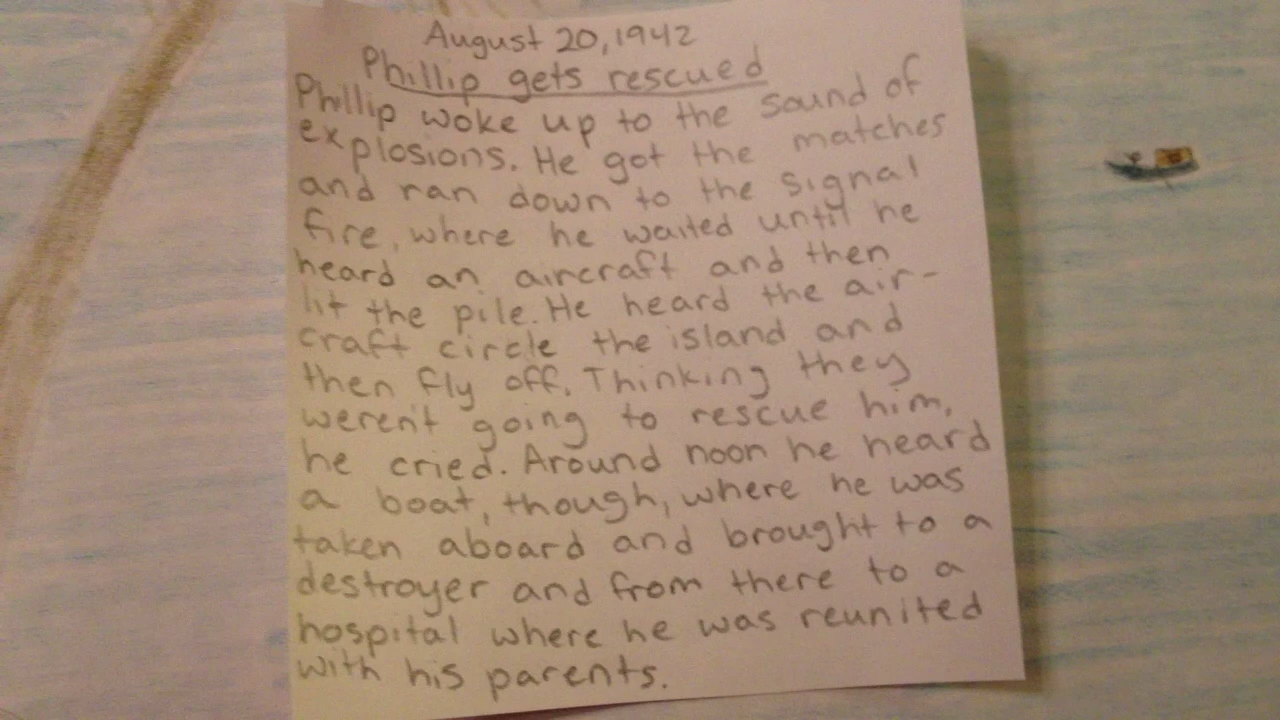 August 20, 1942
Phillip gets rescued
Phillip woke up to the sound of
explosions. He got the matches
and ran down to the signal
fire, where he waited until he
heard an aircraft and then
lit the pile. He heard the air-
craft circle the island and
then fly off. Thinking they
weren't going to rescue him,
he cried. Around noon he heard
a boat, though, where he was
taken aboard and brought to a
destroyer and from there to a
hospital where he was reunited
with his parents.